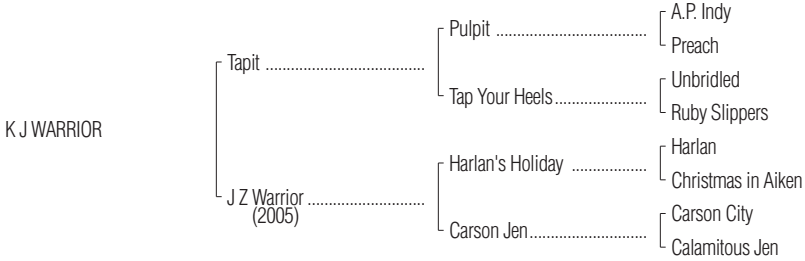 A.P. Indy
Pulpit ....................................
Preach
Tapit ......................................
Unbridled
Tap Your Heels......................
Ruby Slippers
K J WARRIOR
Harlan
Harlan's Holiday ..................
Christmas in Aiken
J Z Warrior ............................
(2005)
Carson City
Carson Jen............................
Calamitous Jen